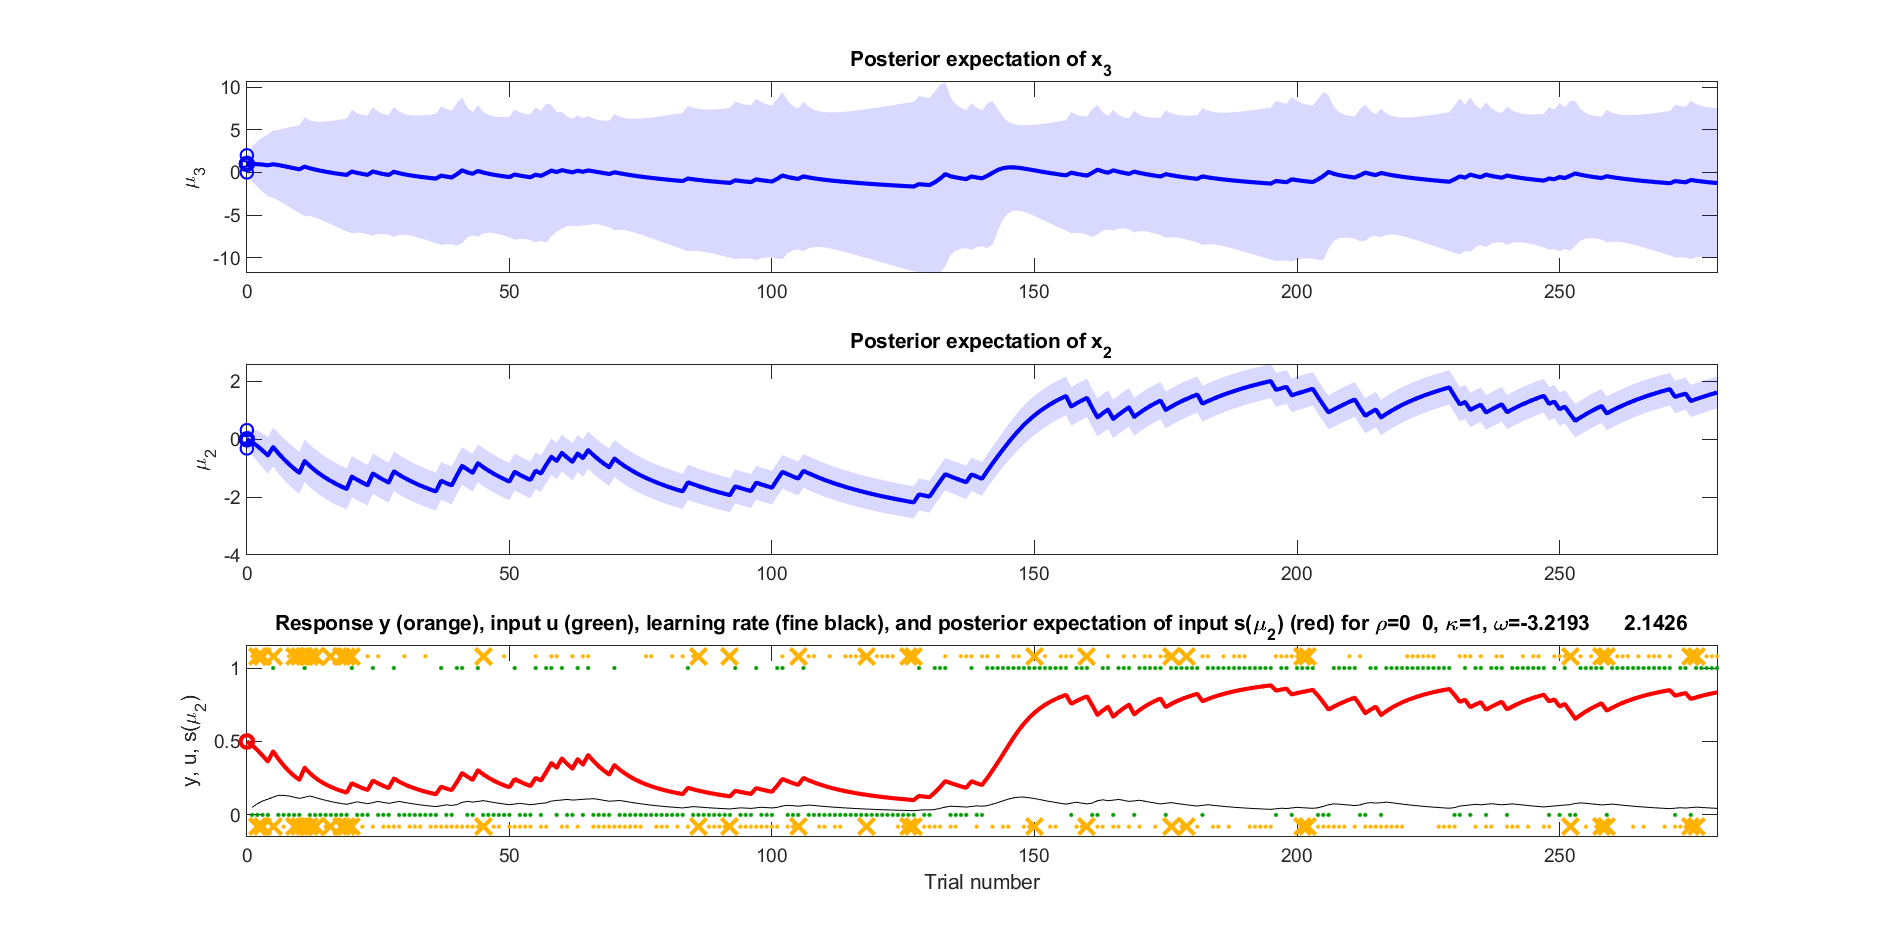 Posterior expectation of x3
μ3
10
5
0
-5
-10
0 50 100 150 200 250
Posterior expectation of x2
μ2
2
0
-2
-4
0 50 100 150 200 250
Response y (orange), input u (green), learning rate (fine black), and posterior expectation of input s(μ2) (red) for ρ=0 0, κ=1, ω=-3.2193 2.1426
y, u, s(μ2)
1
0.5
0
0 50 100 150 200 250
Trial number